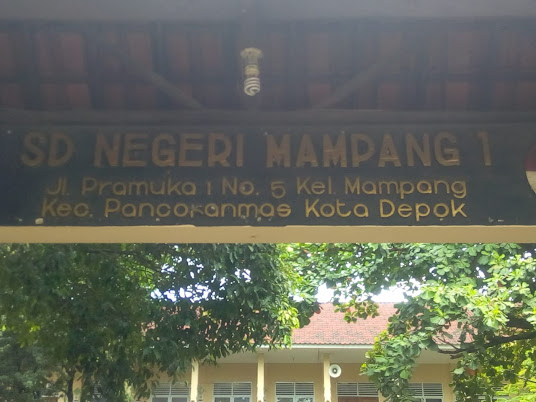 SD NEGERI MAMPANG 1
Jl. Pramuka 1 No. 5 Kel. Mampang
Kec. Pancoranmas Kota Depok